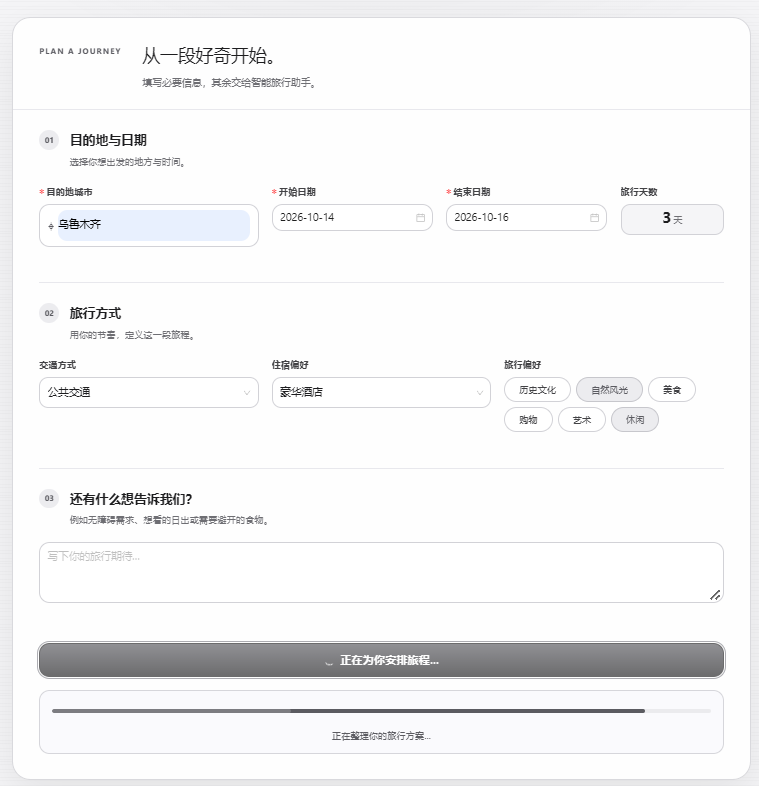 PLAN A JOURNEY
从一段好奇开始。
填写必要信息，其余交给智能旅行助手。
01 目的地与日期
选择你想出发的地方与时间。
* 目的地城市 * 开始日期 * 结束日期 旅行天数
乌鲁木齐 2026-10-14 2026-10-16 3 天
02 旅行方式
用你的节奏，定义这一段旅程。
交通方式 住宿偏好 旅行偏好
公共交通 豪华酒店 历史文化 自然风光 美食
购物 艺术 休闲
03 还有什么想告诉我们？
例如无障碍需求、想看的日出或需要避开的食物。
写下你的旅行期待...
正在为你安排旅程...
正在整理你的旅行方案...